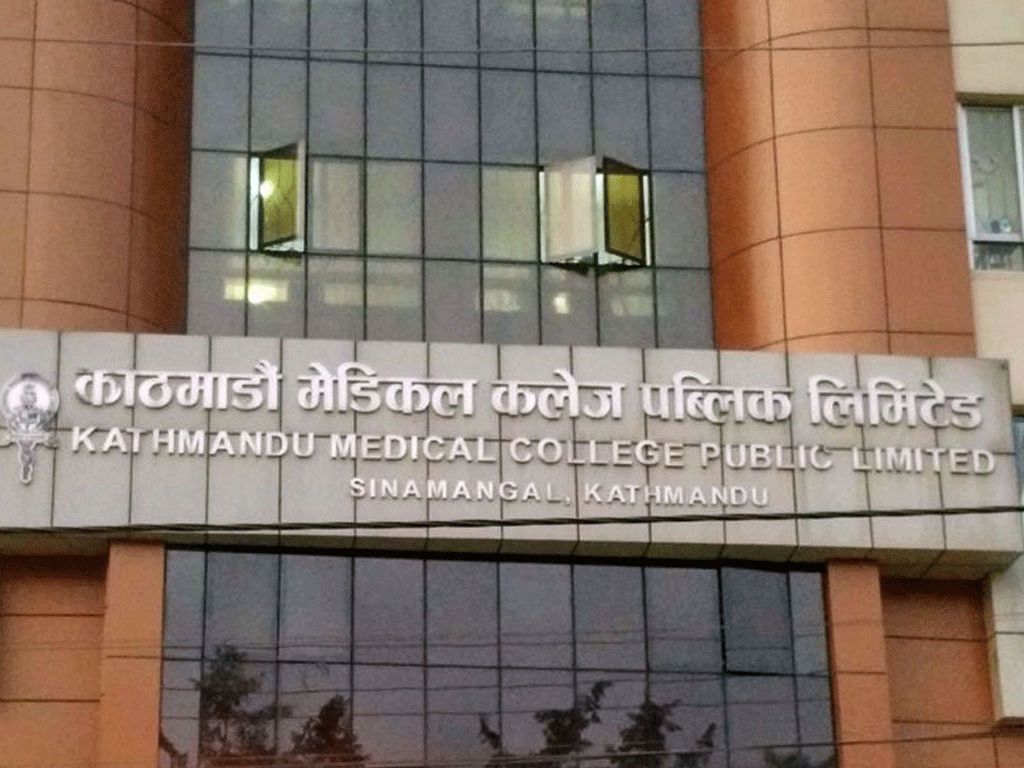 काठमाडौं मेडिकल कलेज पब्लिक लिमिटेड
KATHMANDU MEDICAL COLLEGE PUBLIC LIMITED
SINAMANGAL, KATHMANDU